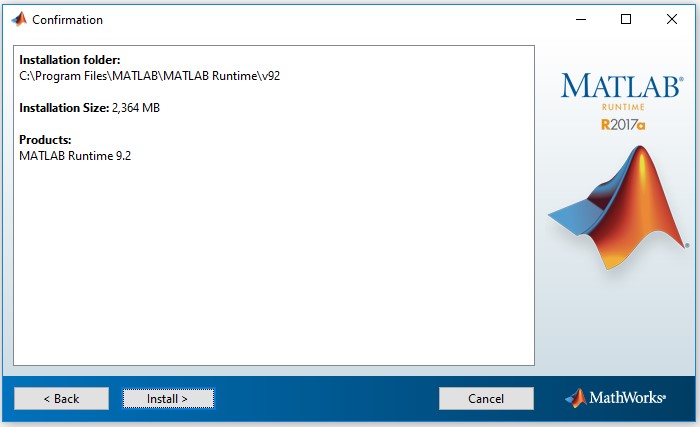 Confirmation
Installation folder:
C:\Program Files\MATLAB\MATLAB Runtime\v92
Installation Size: 2,364 MB
Products:
MATLAB Runtime 9.2
MATLAB®
RUNTIME
R2017a
®
< Back
Install >
Cancel
MathWorks®